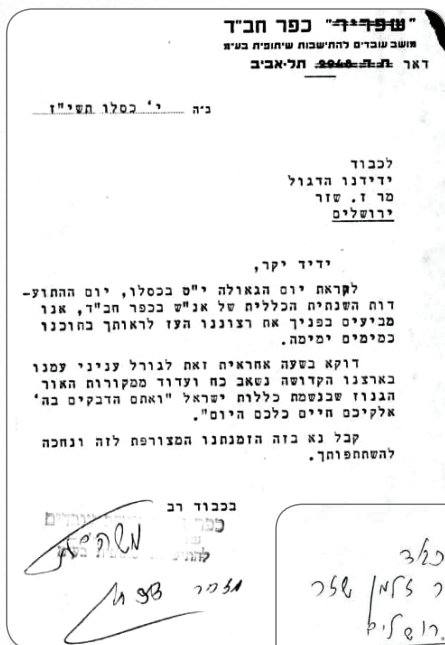 "שפריר" כפר חב"ד
מושב עובדים להתישבות שיתופית בע"מ
דאר ת.ד. 2048 תל-אביב
ב"ה י' כסלו תשי"ז
לכבוד
ידידנו הדגול
מר ז. שזר
ירושלים
ידיד יקר,
לקראת יום הגאולה י"ט בכסלו, יום ההתוע-
דות השנתית הכללית של אנ"ש בכפר חב"ד, אנו
מביעים בפניך את רצוננו העז לראותך בתוכנו
כמימים ימימה.
דוקא בשעה אחראית זאת לגורל עניני עמנו
בארצנו הקדושה נשאב כח ועדוד ממקורות האור
הגנוז שבנשמת כללות ישראל "ואתם הדבקים בה'
אלקיכם חיים כלכם היום".
קבל נא בזה הזמנתנו המצורפת לזה ונחכה
להשתתפותך.
בכבוד רב
כפר
זלמן שזר
ירושלים